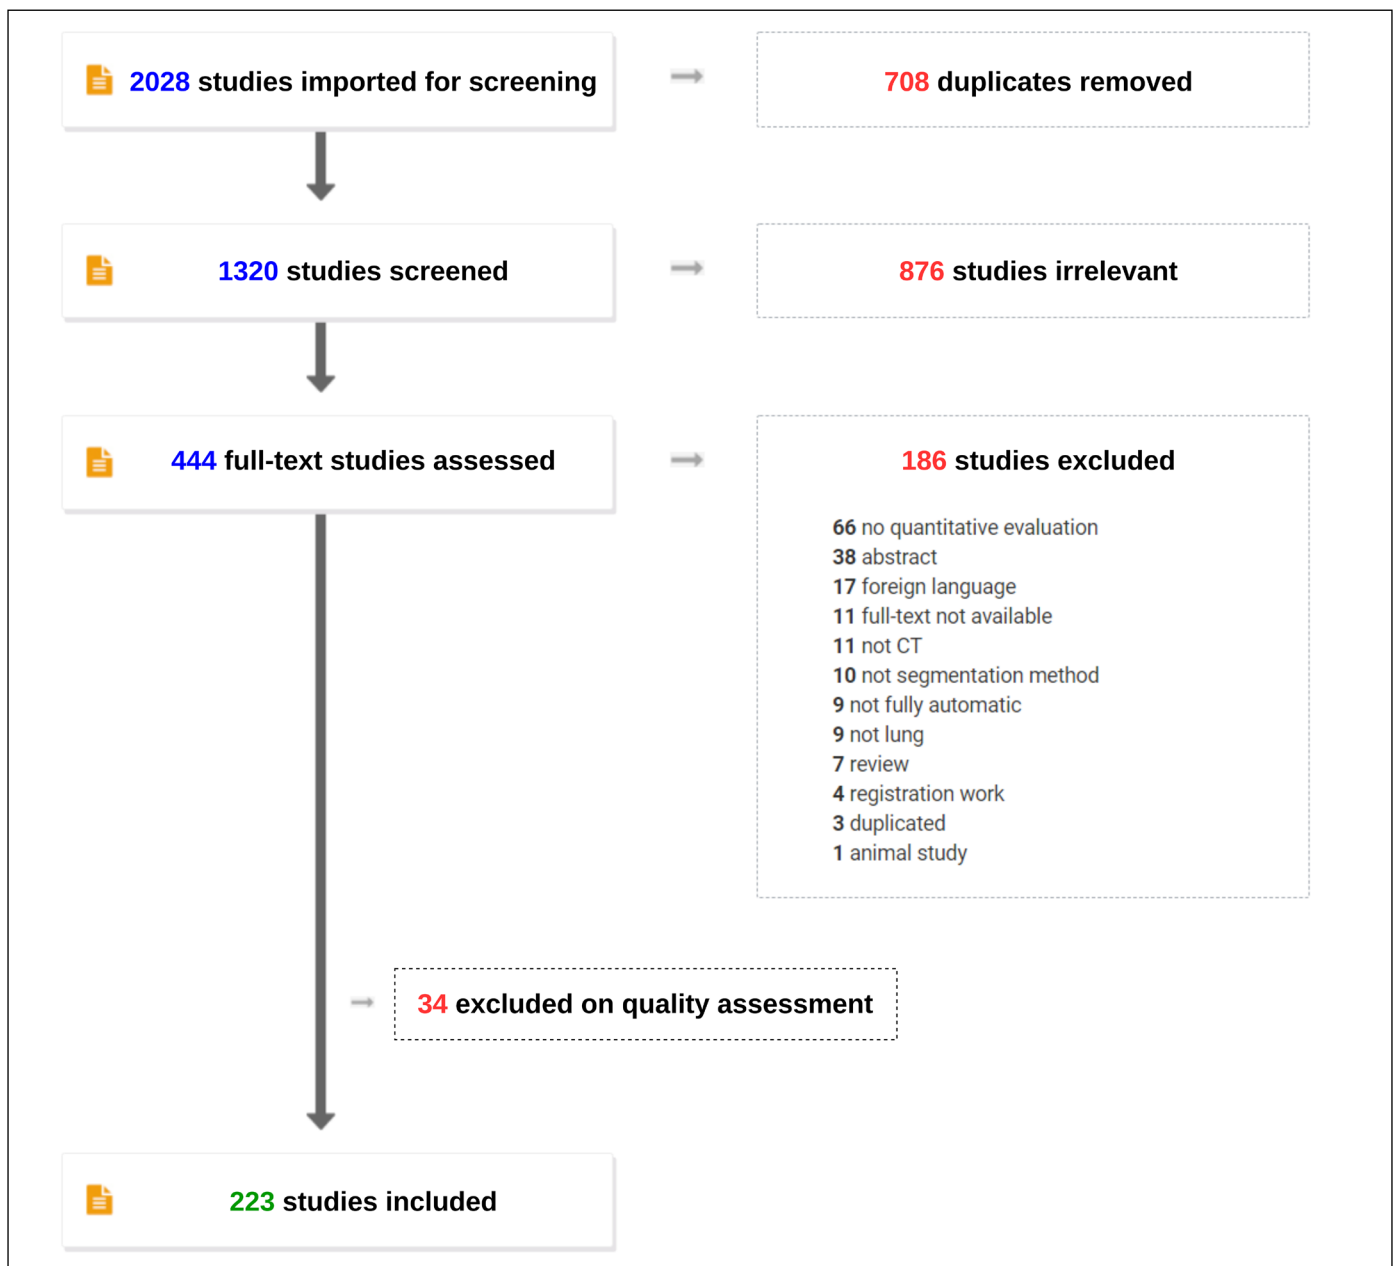 2028 studies imported for screening
708 duplicates removed
1320 studies screened
876 studies irrelevant
444 full-text studies assessed
186 studies excluded
66 no quantitative evaluation
38 abstract
17 foreign language
11 full-text not available
11 not CT
10 not segmentation method
9 not fully automatic
9 not lung
7 review
4 registration work
3 duplicated
1 animal study
34 excluded on quality assessment
223 studies included